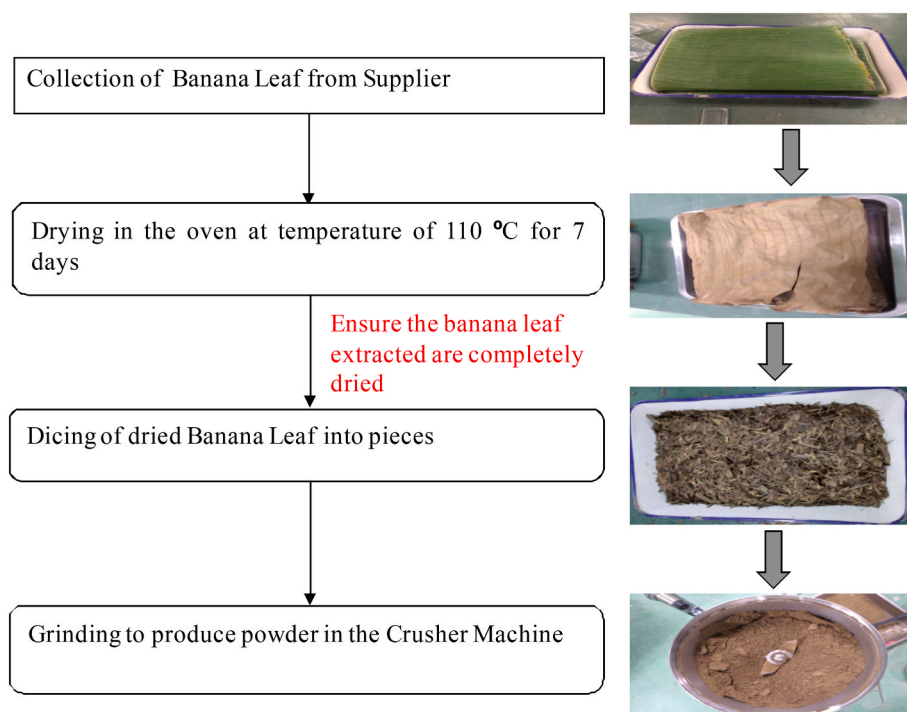 Collection of Banana Leaf from Supplier
Drying in the oven at temperature of 110 ⁰C for 7
days
Ensure the banana leaf
extracted are completely
dried
Dicing of dried Banana Leaf into pieces
Grinding to produce powder in the Crusher Machine